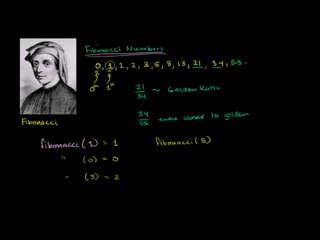 Fibonacci Numbers
0, 1, 1, 2, 3, 5, 8, 13, 21, 34, 55.
0th 1st
21/34 ~ Golden Ratio
34/55 even closer to golden
Fibonacci
fibonacci(1) = 1 fibonacci(5)
" (0) = 0
" (3) = 2